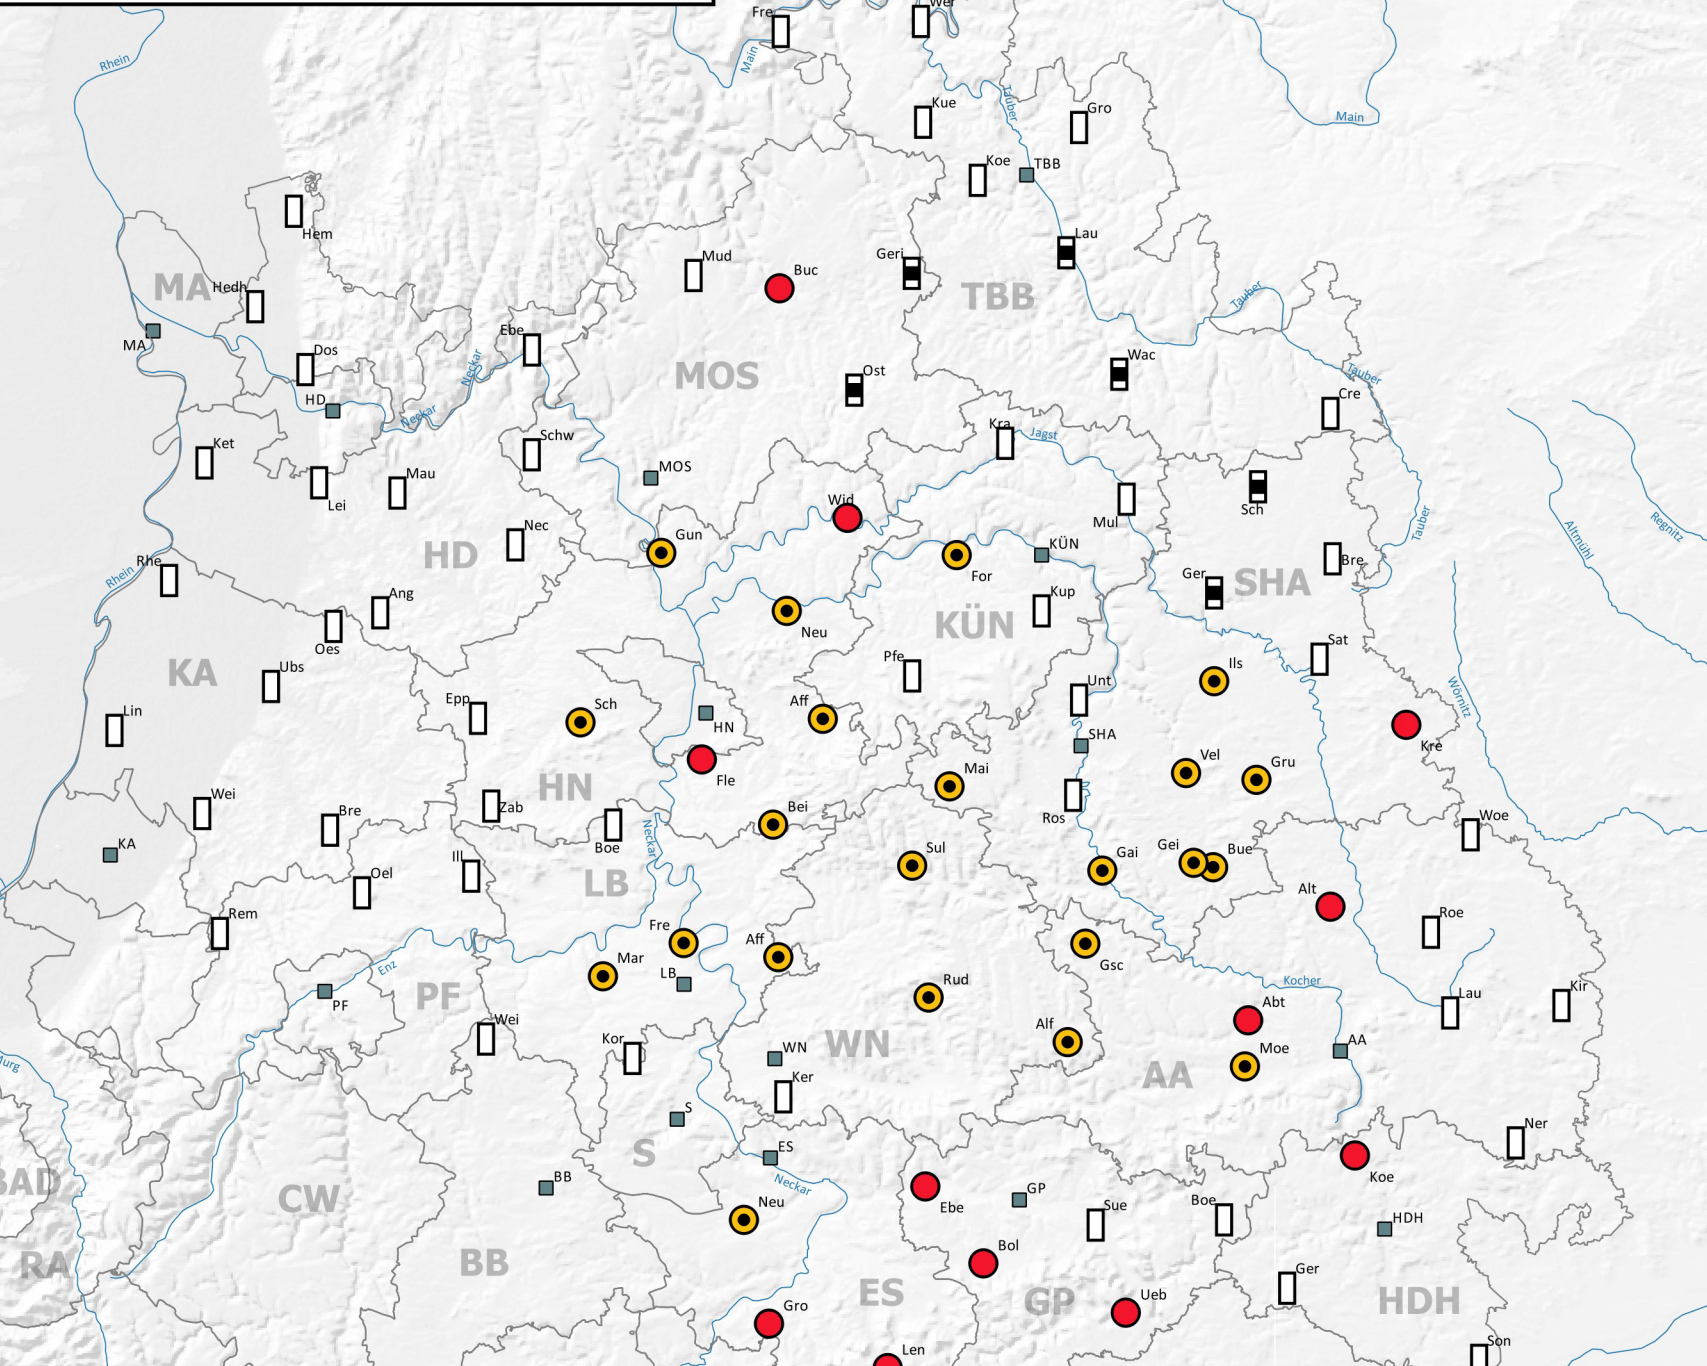 Wer
Fre
Rhein
Main
Kue
Tauber
Gro
Main
Koe
TBB
Hem
Lau
Mud
Buc
Geri
MA
Hedh
TBB
Tauber
MA
Ebe
Dos
Neckar
Wac
MOS
Ost
Tauber
HD
Neckar
Cre
Kra
Jagst
Ket
Schw
MOS
Mau
Lei
Wid
Mul
Sch
Tauber
Regnitz
Altmühl
Nec
Gun
KÜN
HD
Rhe
For
Bre
Rhein
Ger
SHA
Ang
Kup
Neu
KÜN
Oes
Sat
Ubs
Pfe
KA
Ils
Unt
Wörnitz
Epp
Sch
Aff
Lin
HN
SHA
Kre
Vel
Gru
Fle
Mai
HN
Wei
Zab
Bei
Bre
Ros
Woe
Neckar
KA
Boe
Sul
Gei
Bue
Ill
Gai
Oel
LB
Alt
Rem
Roe
Fre
Aff
Mar
Gsc
Enz
LB
Rud
Kocher
PF
PF
Kir
Lau
Abt
Wei
Alf
Kor
WN
WN
AA
Moe
Murg
Ker
AA
S
Ner
S
ES
BB
Neckar
Koe
BAD
GP
CW
Neu
Ebe
Sue
Boe
HDH
Bol
RA
BB
Ger
ES
GP
Ueb
HDH
Gro
Len
Son